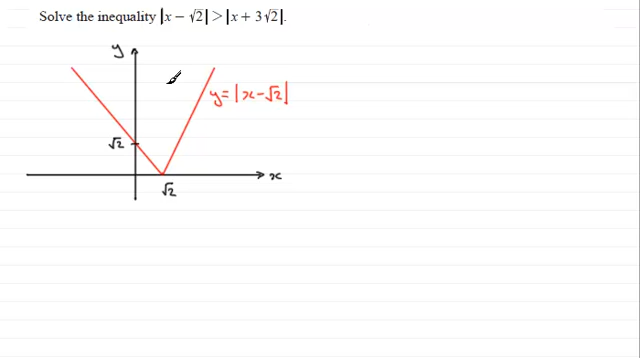 Solve the inequality |x − √2| > |x + 3√2|.
y
y = |x − √2|
√2
x
√2